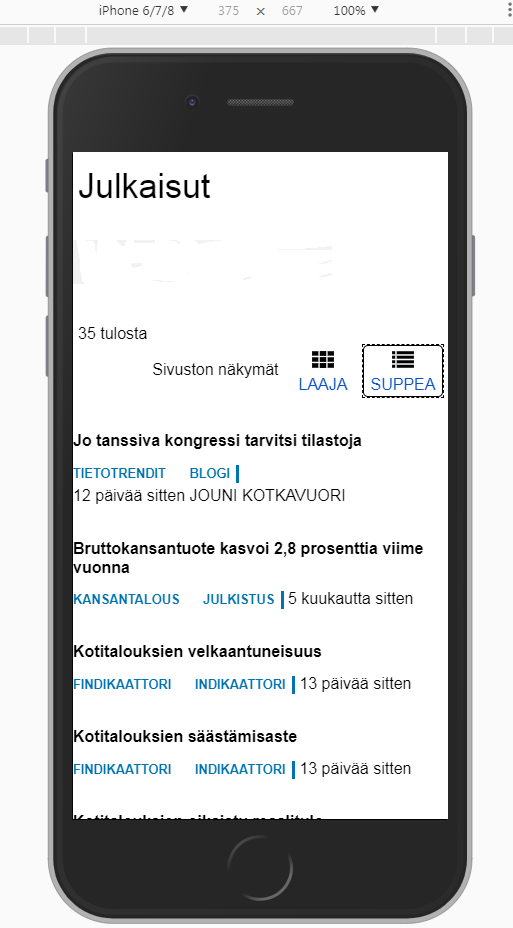 iPhone 6/7/8 ▼ 375 × 667 100% ▼
Julkaisut
35 tulosta
Sivuston näkymät
LAAJA
SUPPEA
Jo tanssiva kongressi tarvitsi tilastoja
TIETOTRENDIT BLOGI
12 päivää sitten JOUNI KOTKAVUORI
Bruttokansantuote kasvoi 2,8 prosenttia viime
vuonna
KANSANTALOUS JULKISTUS 5 kuukautta sitten
Kotitalouksien velkaantuneisuus
FINDIKAATTORI INDIKAATTORI 13 päivää sitten
Kotitalouksien säästämisaste
FINDIKAATTORI INDIKAATTORI 13 päivää sitten
Kotitalouksien